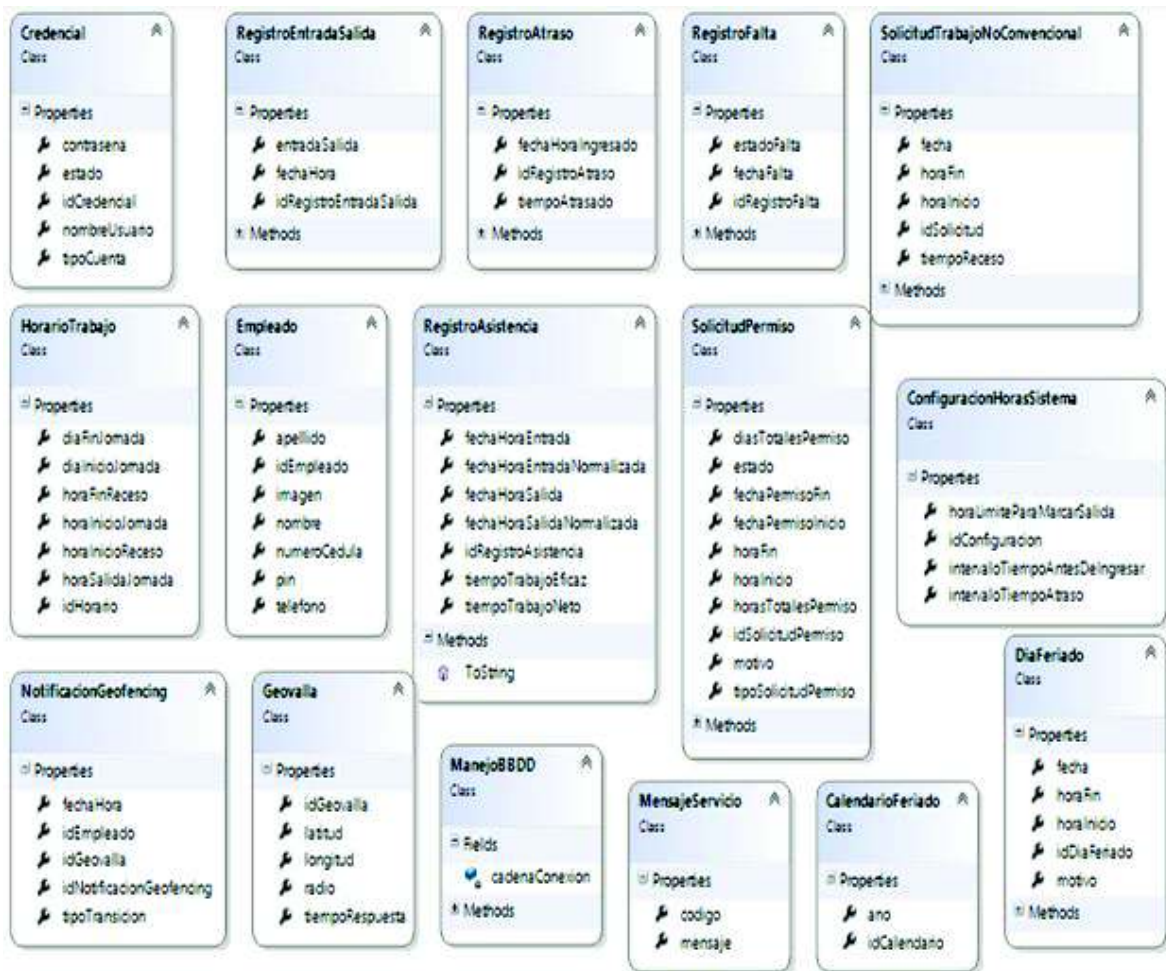 Credencial
Class
Properties
contrasena
estado
idCredencial
nombreUsuario
tipoCuenta
RegistroEntradaSalida
Class
Properties
entradaSalida
fechaHora
idRegistroEntradaSalida
Methods
RegistroAtraso
Class
Properties
fechaHoraIngresado
idRegistroAtraso
tiempoAtrasado
Methods
RegistroFalta
Class
Properties
estadoFalta
fechaFalta
idRegistroFalta
Methods
SolicitudTrabajoNoConvencional
Class
Properties
fecha
horaFin
horaInicio
idSolicitud
tiempoReceso
Methods
HorarioTrabajo
Class
Properties
diaFinJornada
diaInicioJornada
horaFinReceso
horaInicioJornada
horaInicioReceso
horaSalidaJornada
idHorario
Empleado
Class
Properties
apellido
idEmpleado
imagen
nombre
numeroCedula
pin
telefono
RegistroAsistencia
Class
Properties
fechaHoraEntrada
fechaHoraEntradaNormalizada
fechaHoraSalida
fechaHoraSalidaNormalizada
idRegistroAsistencia
tiempoTrabajoEficaz
tiempoTrabajoNeto
Methods
ToString
SolicitudPermiso
Class
Properties
diasTotalesPermiso
estado
fechaPermisoFin
fechaPermisoInicio
horaFin
horaInicio
horasTotalesPermiso
idSolicitudPermiso
motivo
tipoSolicitudPermiso
Methods
ConfiguracionHorasSistema
Class
Properties
horaLimiteParaMarcarSalida
idConfiguracion
intervaloTiempoAntesDeIngresar
intervaloTiempoAtraso
NotificacionGeofencing
Class
Properties
fechaHora
idEmpleado
idGeovalla
idNotificacionGeofencing
tipoTransicion
Geovalla
Class
Properties
idGeovalla
latitud
longitud
radio
tiempoRespuesta
ManejoBBDD
Class
Fields
cadenaConexion
Methods
MensajeServicio
Class
Properties
codigo
mensaje
CalendarioFeriado
Class
Properties
ano
idCalendario
DiaFeriado
Class
Properties
fecha
horaFin
horaInicio
idDiaFeriado
motivo
Methods